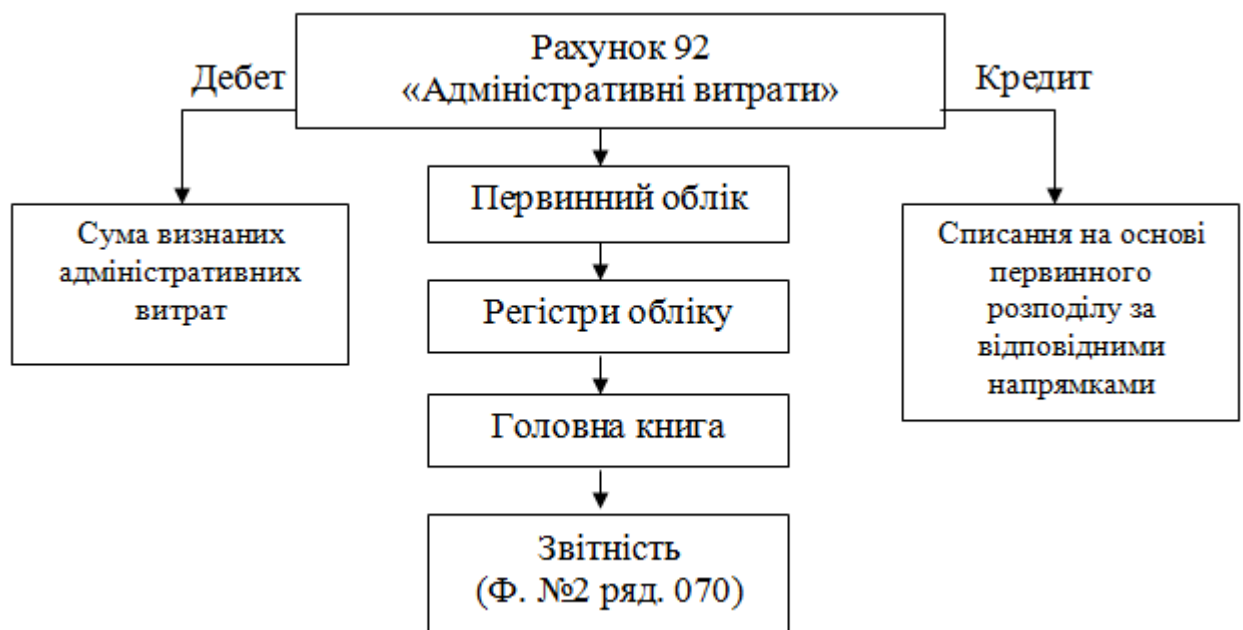 Рахунок 92
«Адміністративні витрати»
Дебет
Кредит
Первинний облік
Сума визнаних
адміністративних
витрат
Списання на основі
первинного
розподілу за
відповідними
напрямками
Регістри обліку
Головна книга
Звітність
(Ф. №2 ряд. 070)